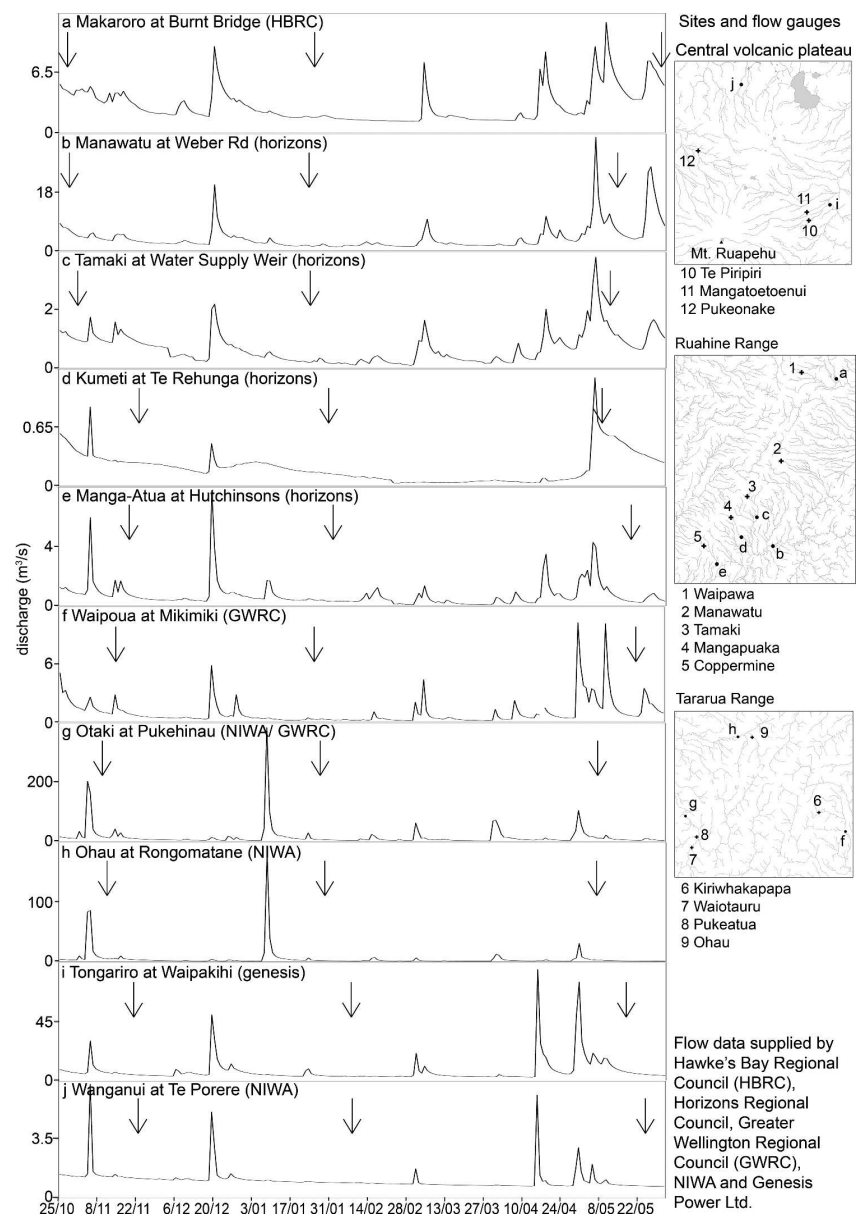 a Makaroro at Burnt Bridge (HBRC)
6.5
0
b Manawatu at Weber Rd (horizons)
18
0
c Tamaki at Water Supply Weir (horizons)
2
0
d Kumeti at Te Rehunga (horizons)
0.65
0
e Manga-Atua at Hutchinsons (horizons)
4
0
f Waipoua at Mikimiki (GWRC)
6
0
g Otaki at Pukehinau (NIWA/ GWRC)
200
0
h Ohau at Rongomatane (NIWA)
100
0
i Tongariro at Waipakihi (genesis)
45
0
j Wanganui at Te Porere (NIWA)
3.5
0
discharge (m³/s)
25/10 8/11 22/11 6/12 20/12 3/01 17/01 31/01 14/02 28/02 13/03 27/03 10/04 24/04 8/05 22/05
Sites and flow gauges
Central volcanic plateau
j
12
11
i
10
Mt. Ruapehu
10 Te Piripiri
11 Mangatoetoenui
12 Pukeonake
Ruahine Range
1
a
2
3
4
c
5
d
b
e
1 Waipawa
2 Manawatu
3 Tamaki
4 Mangapuaka
5 Coppermine
Tararua Range
h
9
g
6
8
f
7
6 Kiriwhakapapa
7 Waiotauru
8 Pukeatua
9 Ohau
Flow data supplied by
Hawke's Bay Regional
Council (HBRC),
Horizons Regional
Council, Greater
Wellington Regional
Council (GWRC),
NIWA and Genesis
Power Ltd.